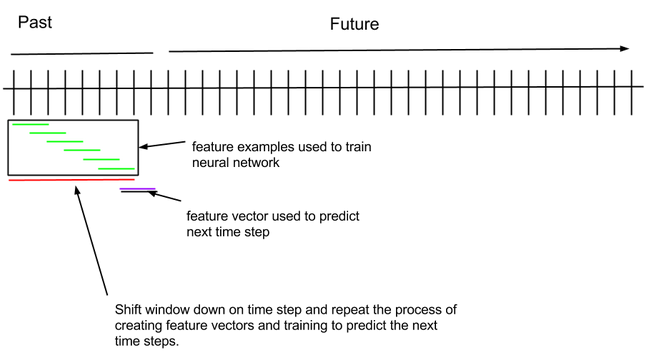 Past
Future
feature examples used to train
neural network
feature vector used to predict
next time step
Shift window down on time step and repeat the process of
creating feature vectors and training to predict the next
time steps.